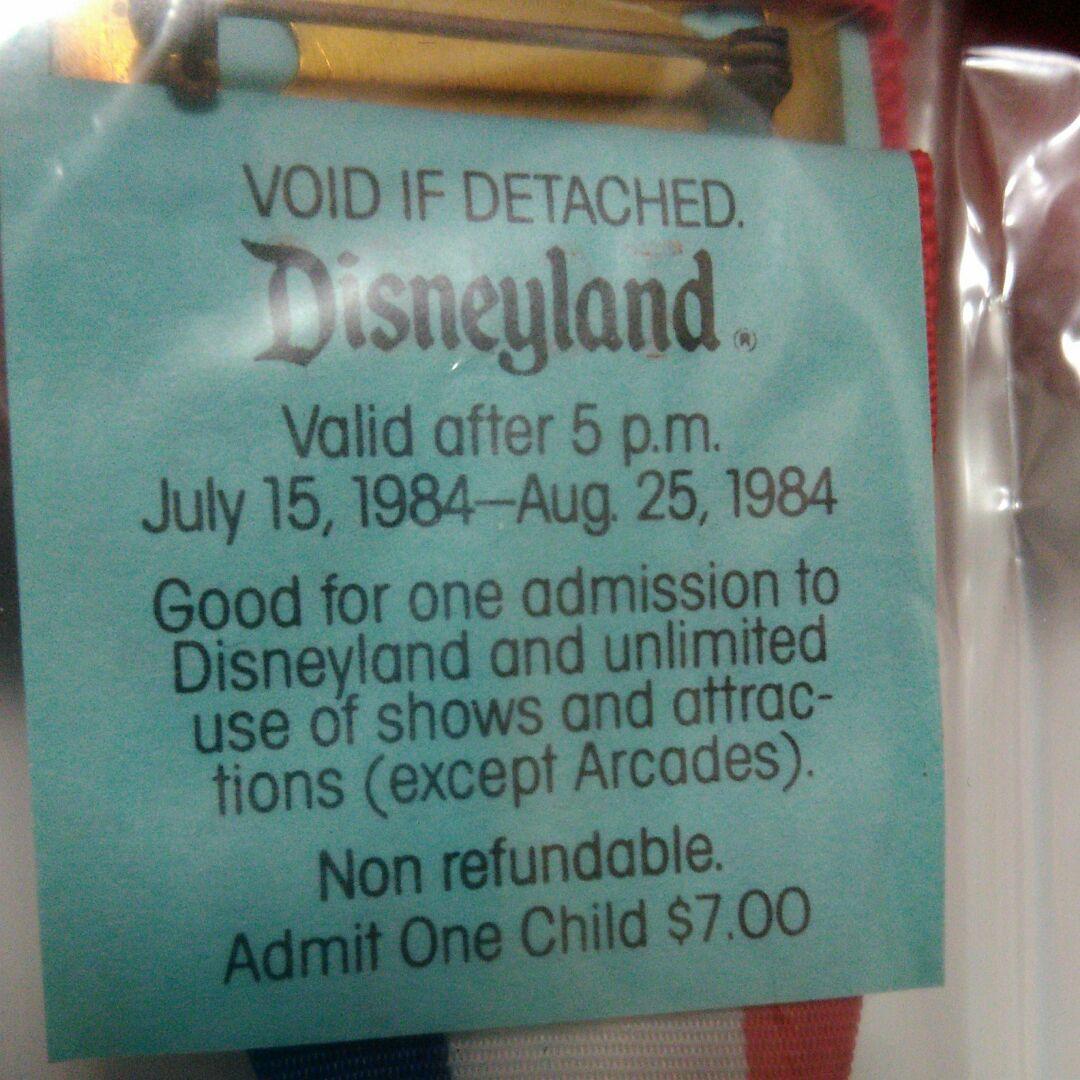 VOID IF DETACHED.
Disneyland ®
Valid after 5 p.m.
July 15, 1984–Aug. 25, 1984
Good for one admission to
Disneyland and unlimited
use of shows and attrac-
tions (except Arcades).
Non refundable.
Admit One Child $7.00